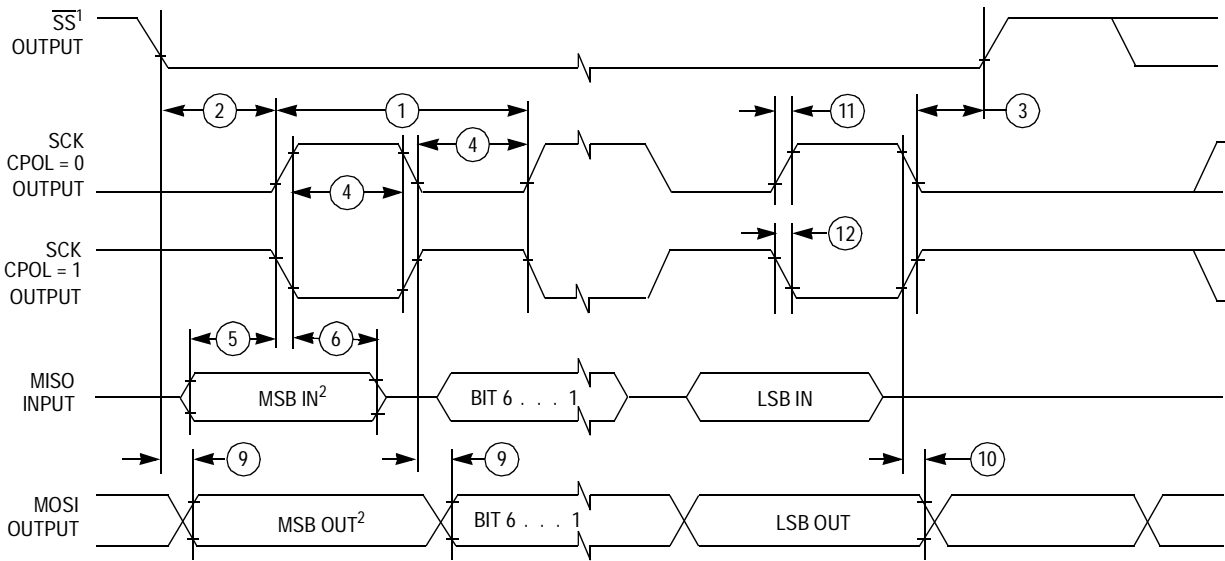 SS¹
OUTPUT
2
1
11
3
SCK
CPOL = 0
OUTPUT
4
4
SCK
CPOL = 1
OUTPUT
12
5
6
MISO
INPUT
MSB IN²
BIT 6 . . . 1
LSB IN
9
9
10
MOSI
OUTPUT
MSB OUT²
BIT 6 . . . 1
LSB OUT